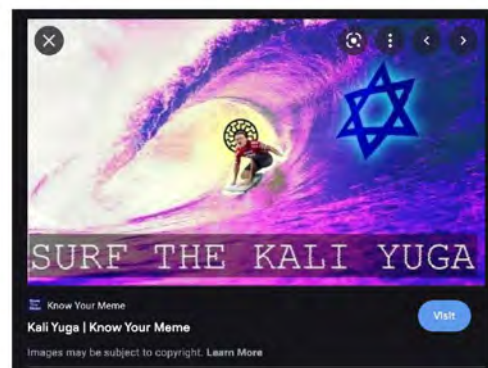 SURF THE KALI YUGA
Know Your Meme
Visit
Kali Yuga | Know Your Meme
Images may be subject to copyright. Learn More